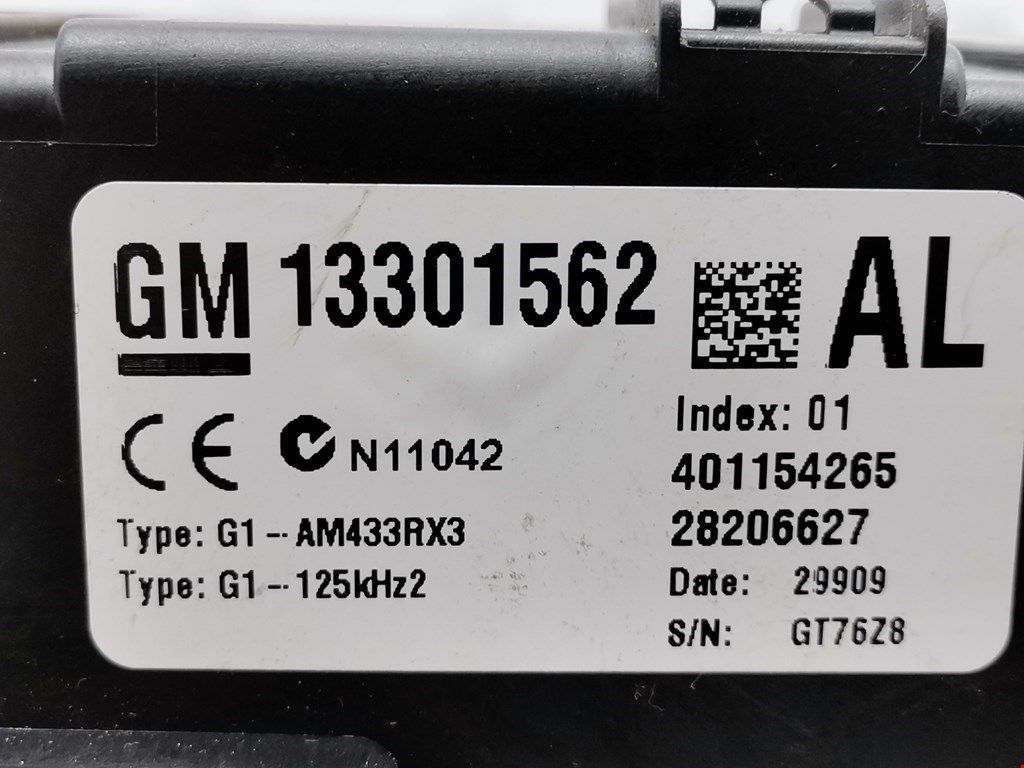 GM 13301562 AL
Index: 01
CE N11042
401154265
Type: G1--AM433RX3
28206627
Type: G1--125kHz2
Date: 29909
S/N: GT76Z8